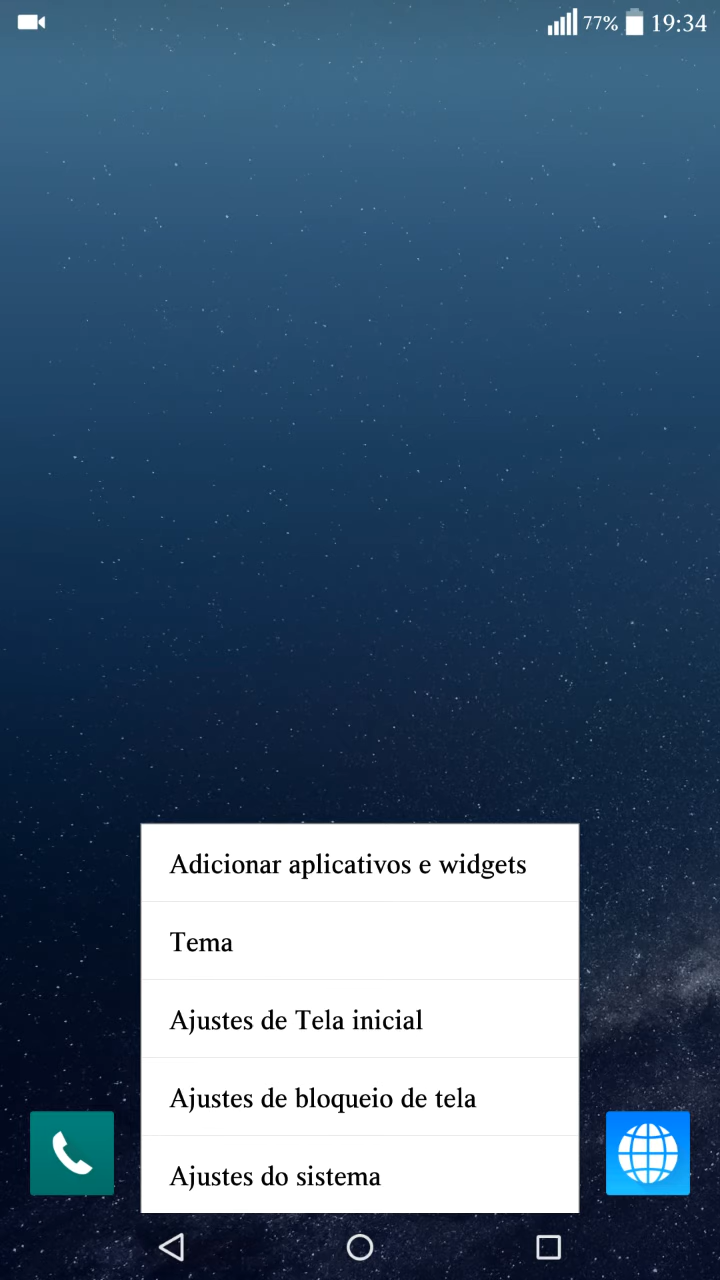 77% 19:34
Adicionar aplicativos e widgets
Tema
Ajustes de Tela inicial
Ajustes de bloqueio de tela
Ajustes do sistema